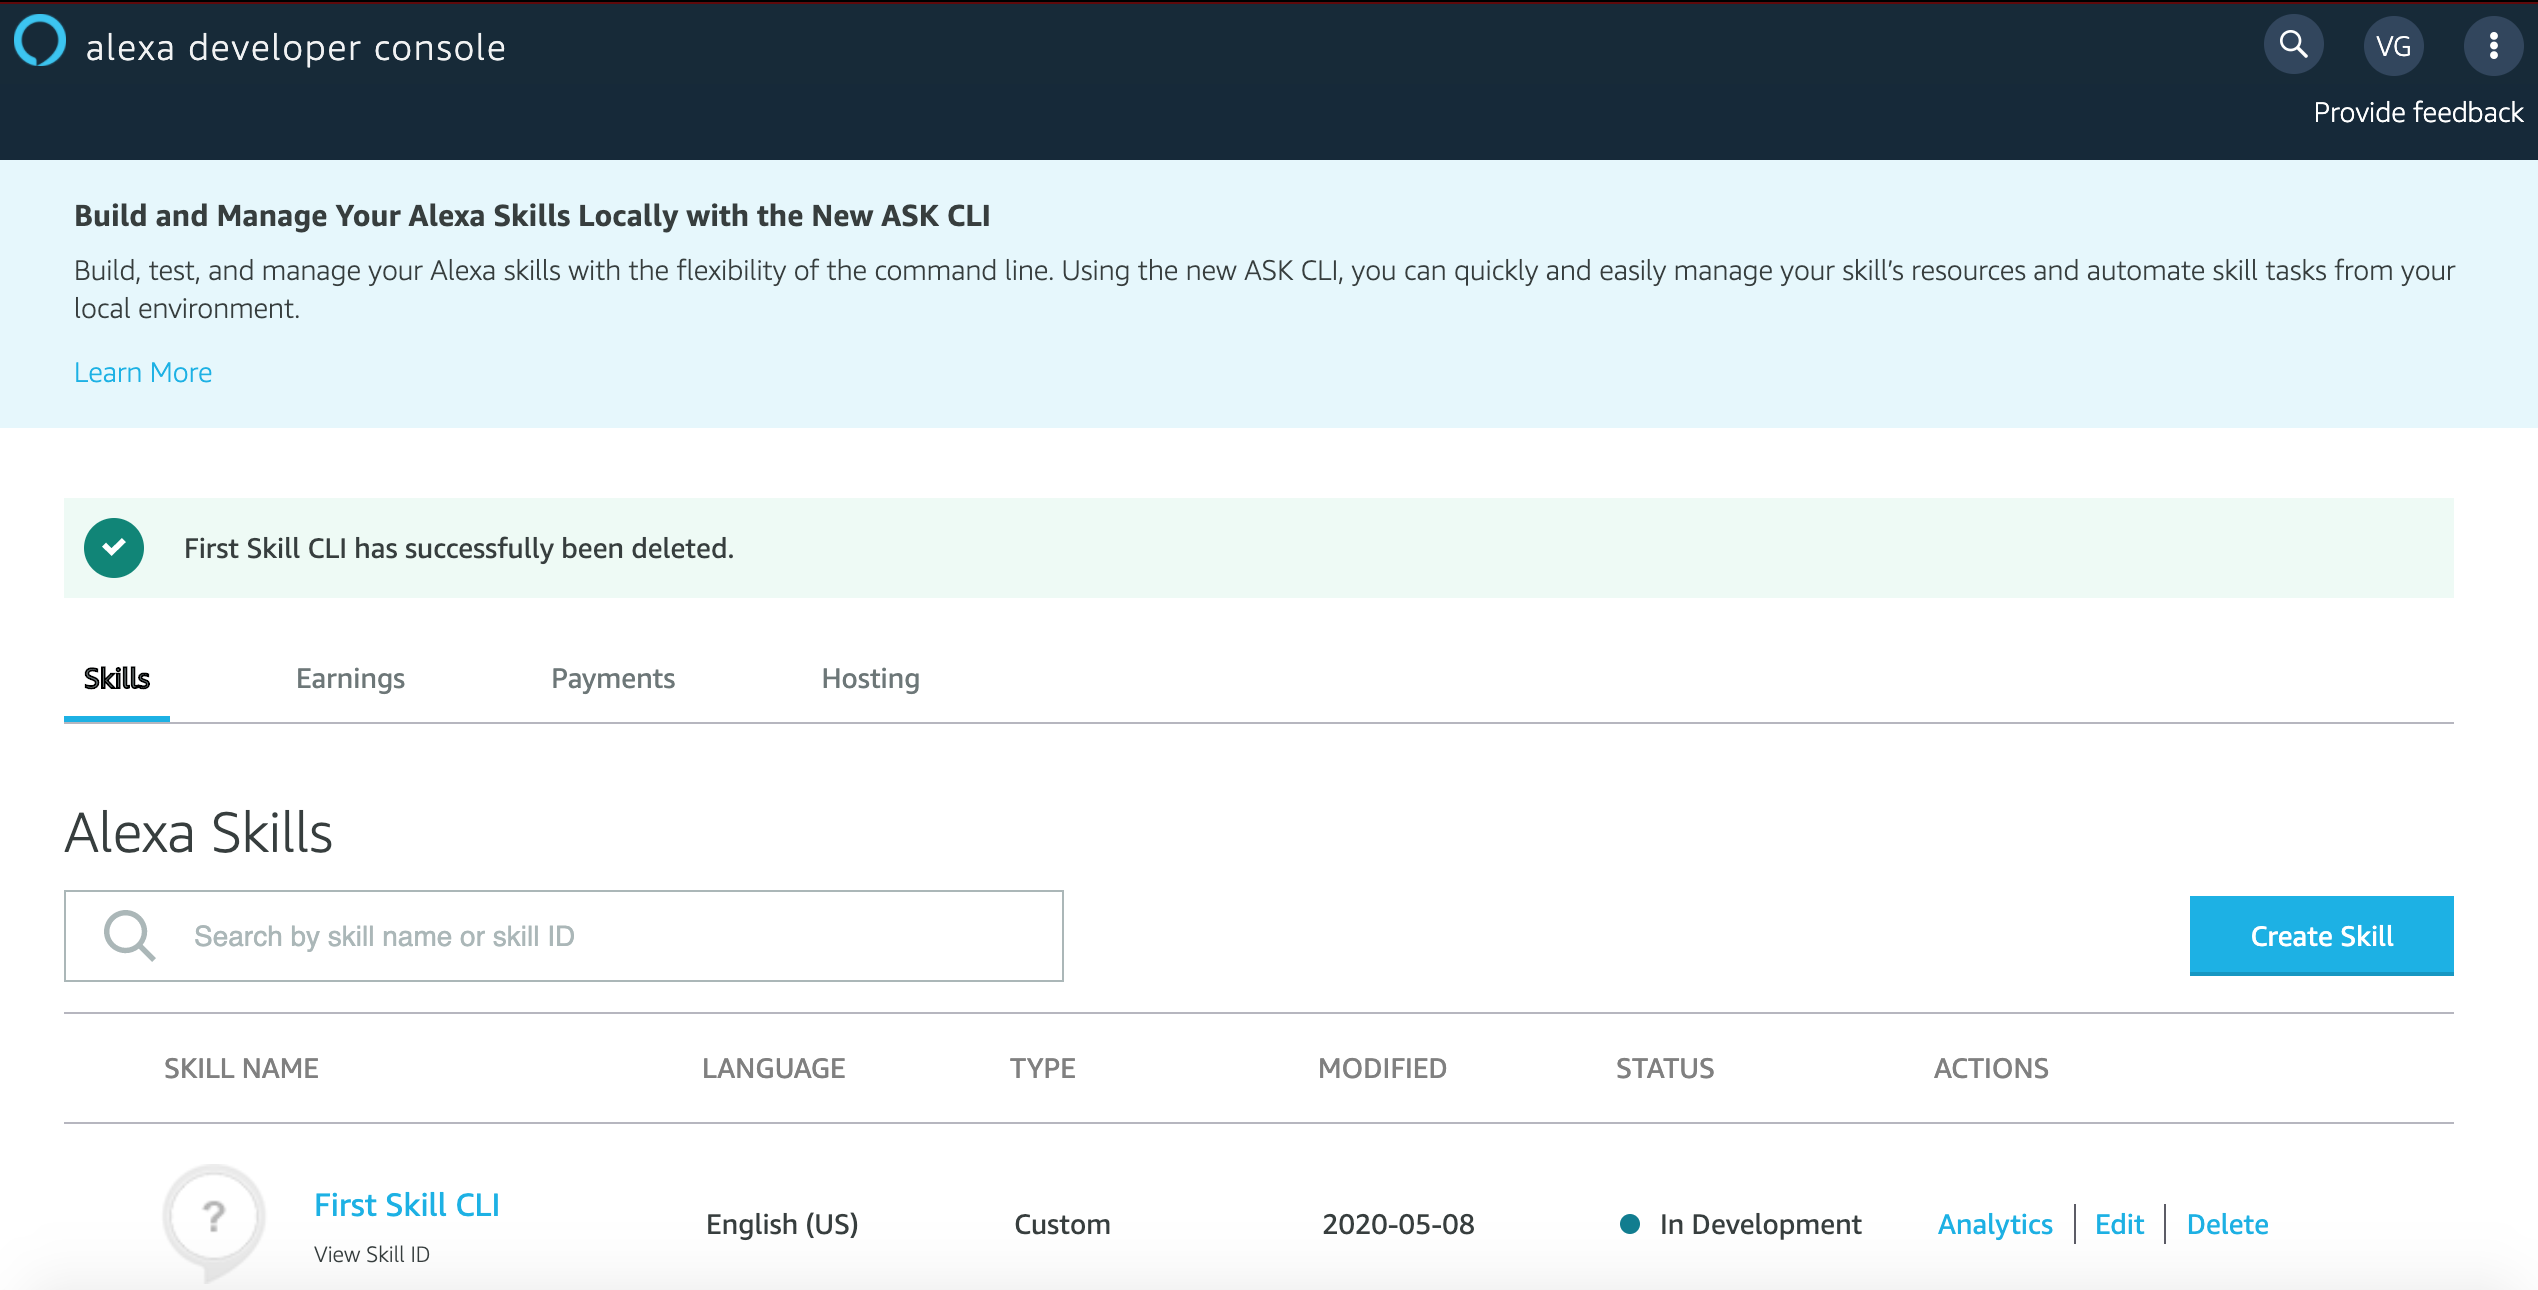 alexa developer console
VG
Provide feedback
Build and Manage Your Alexa Skills Locally with the New ASK CLI
Build, test, and manage your Alexa skills with the flexibility of the command line. Using the new ASK CLI, you can quickly and easily manage your skill’s resources and automate skill tasks from your
local environment.
Learn More
First Skill CLI has successfully been deleted.
Skills Earnings Payments Hosting
Alexa Skills
Search by skill name or skill ID
Create Skill
SKILL NAME LANGUAGE TYPE MODIFIED STATUS ACTIONS
?
First Skill CLI
English (US) Custom 2020-05-08 In Development Analytics Edit Delete
View Skill ID